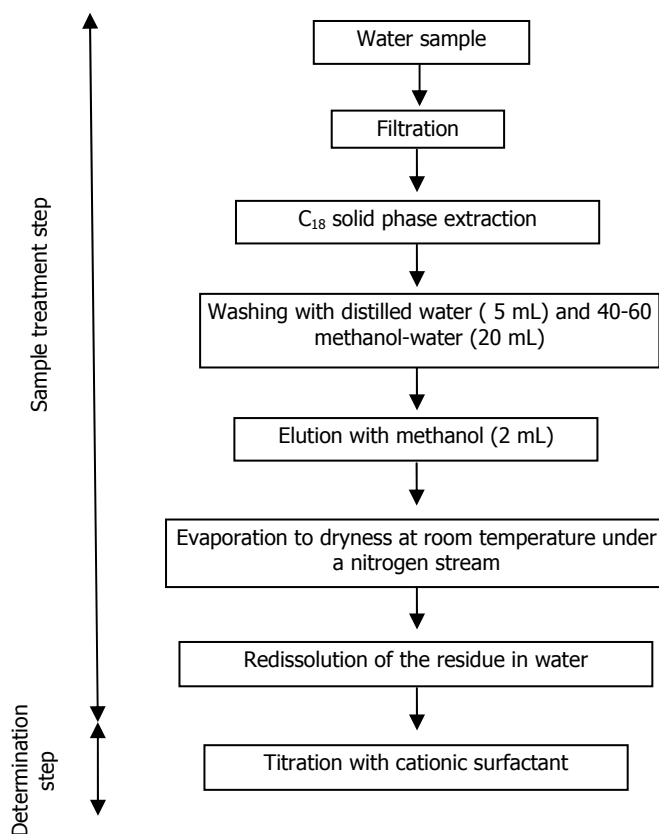 Water sample
Filtration
C₁₈ solid phase extraction
Washing with distilled water ( 5 mL) and 40-60
methanol-water (20 mL)
Elution with methanol (2 mL)
Evaporation to dryness at room temperature under
a nitrogen stream
Redissolution of the residue in water
Titration with cationic surfactant
Sample treatment step
Determination
step